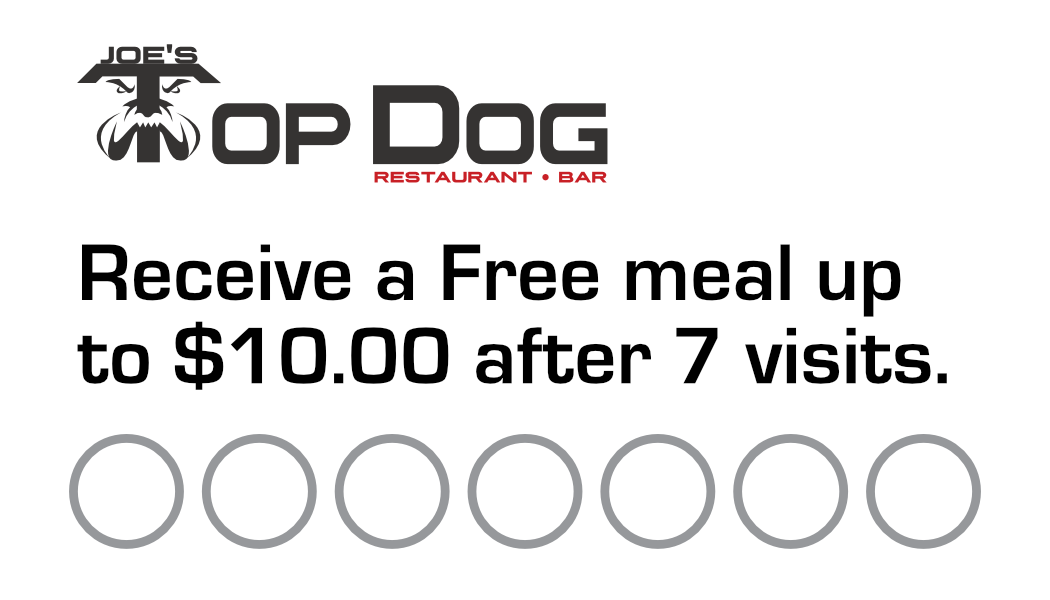 JOE'S
TOP DOG
RESTAURANT • BAR
Receive a Free meal up
to $10.00 after 7 visits.